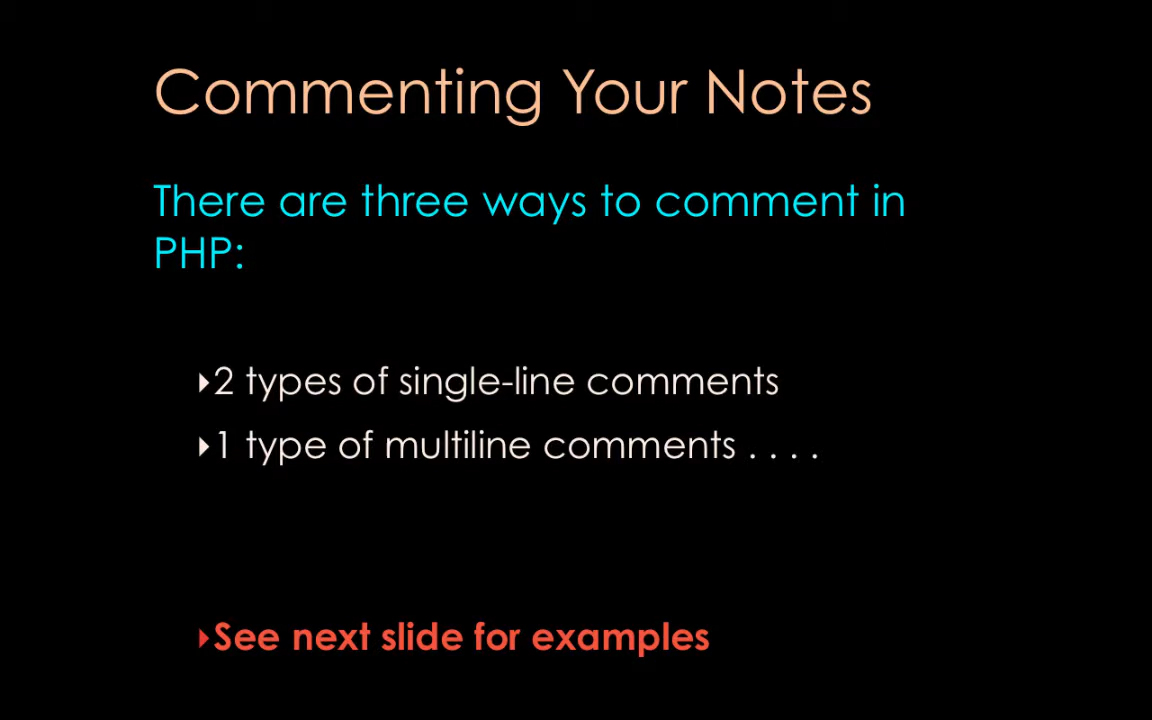 Commenting Your Notes
There are three ways to comment in
PHP:
‣2 types of single-line comments
‣1 type of multiline comments . . . .
‣See next slide for examples